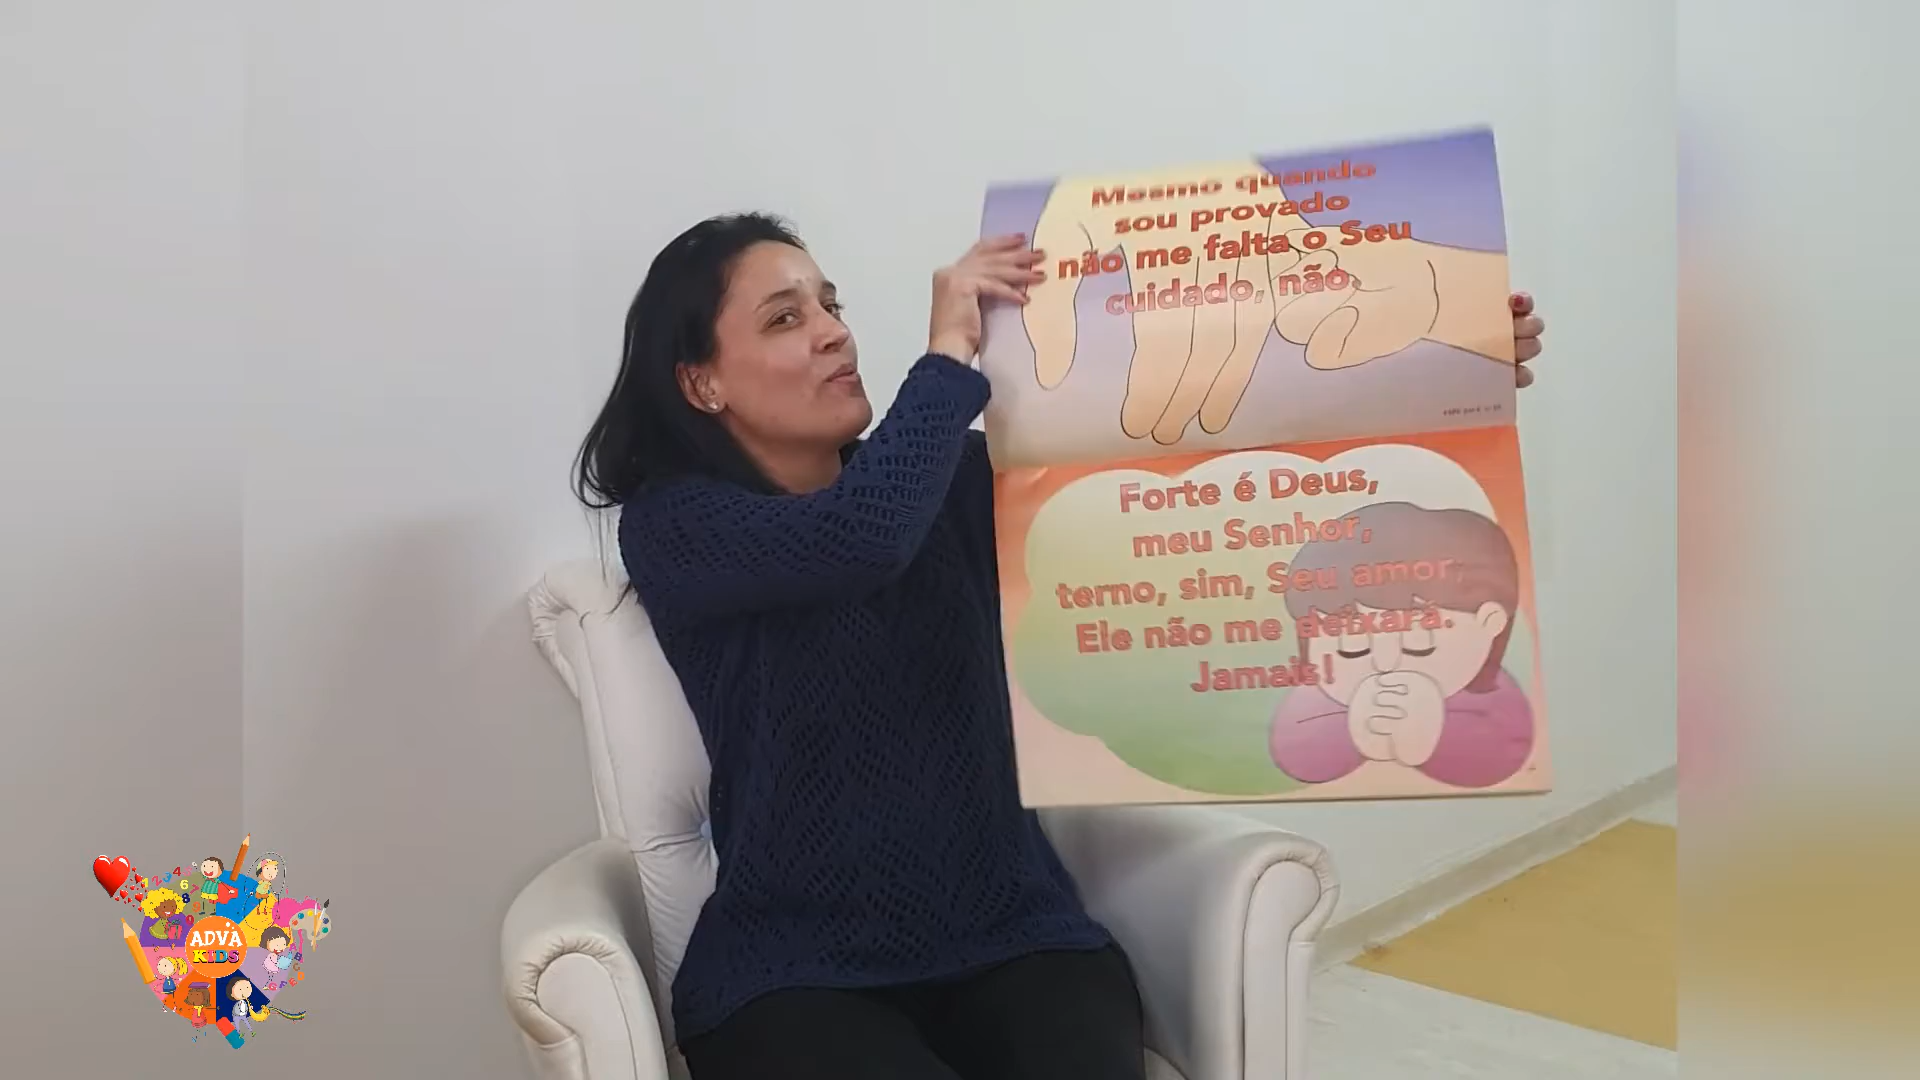 Mesmo quando
sou provado
não me falta o Seu
cuidado, não.
Forte é Deus,
meu Senhor,
terno, sim, Seu amor;
Ele não me deixará.
Jamais!
ADVA
KIDS